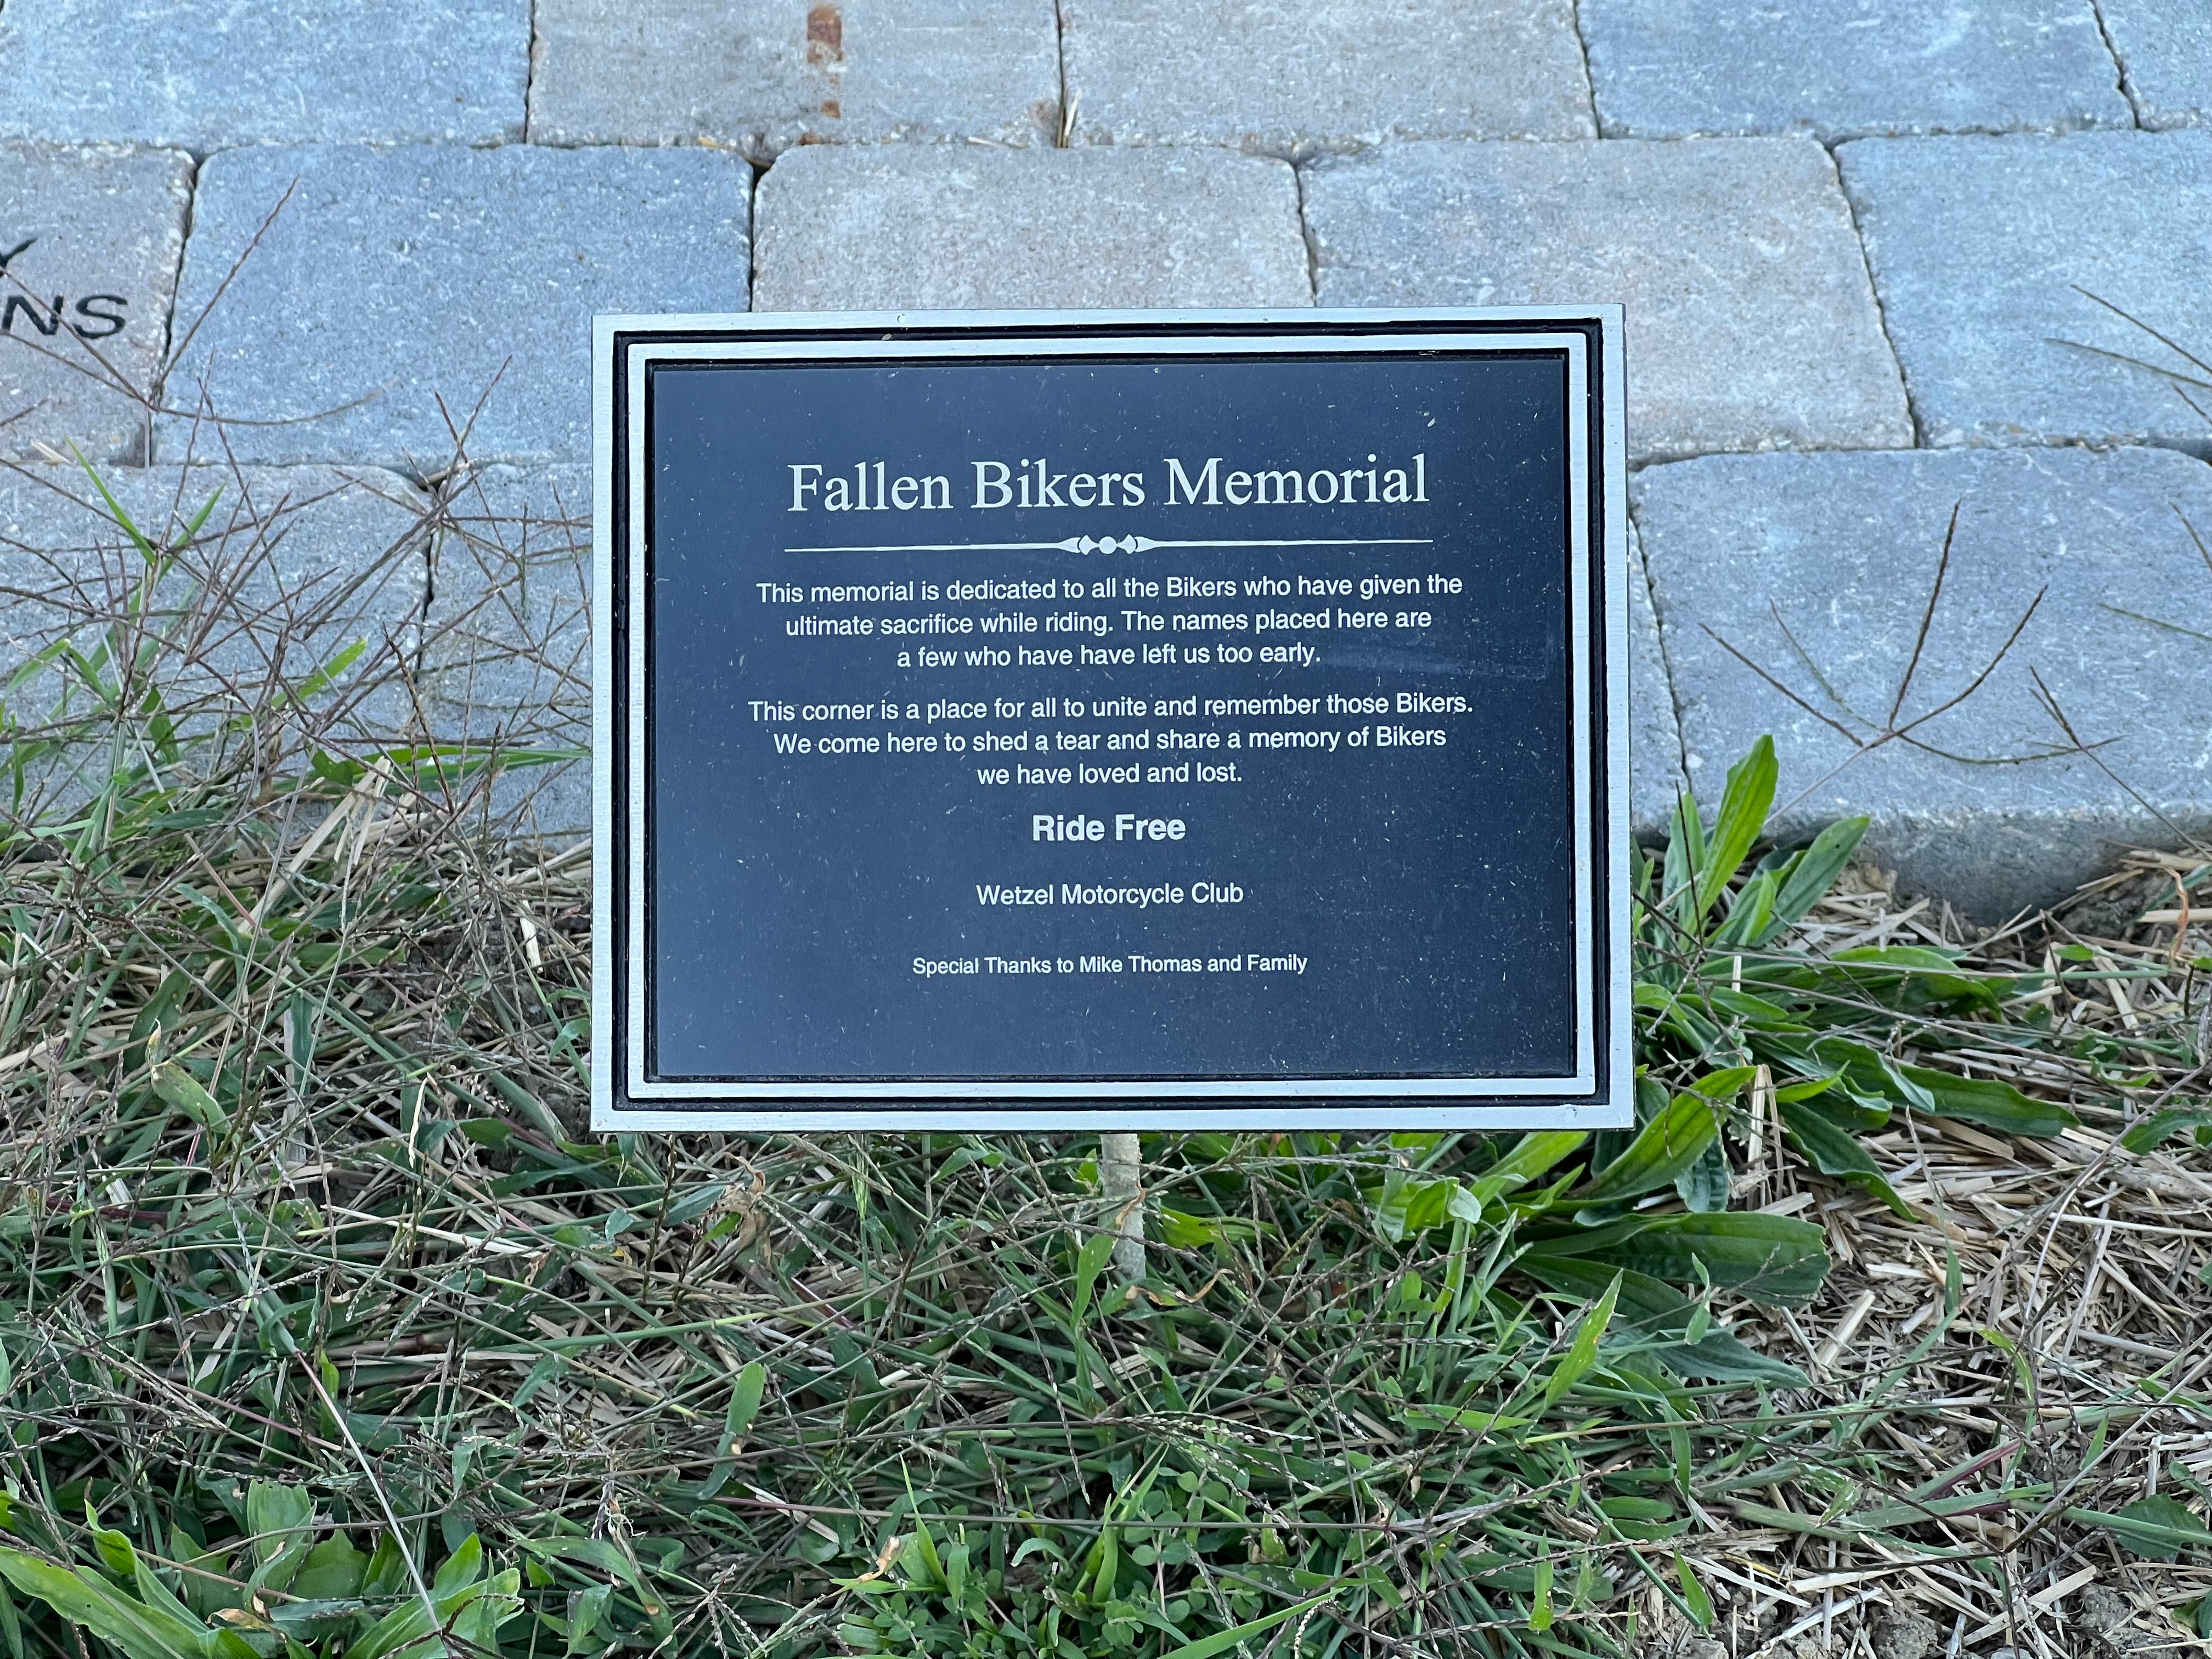 NS
Fallen Bikers Memorial
This memorial is dedicated to all the Bikers who have given the
ultimate sacrifice while riding. The names placed here are
a few who have have left us too early.
This corner is a place for all to unite and remember those Bikers.
We come here to shed a tear and share a memory of Bikers
we have loved and lost.
Ride Free
Wetzel Motorcycle Club
Special Thanks to Mike Thomas and Family